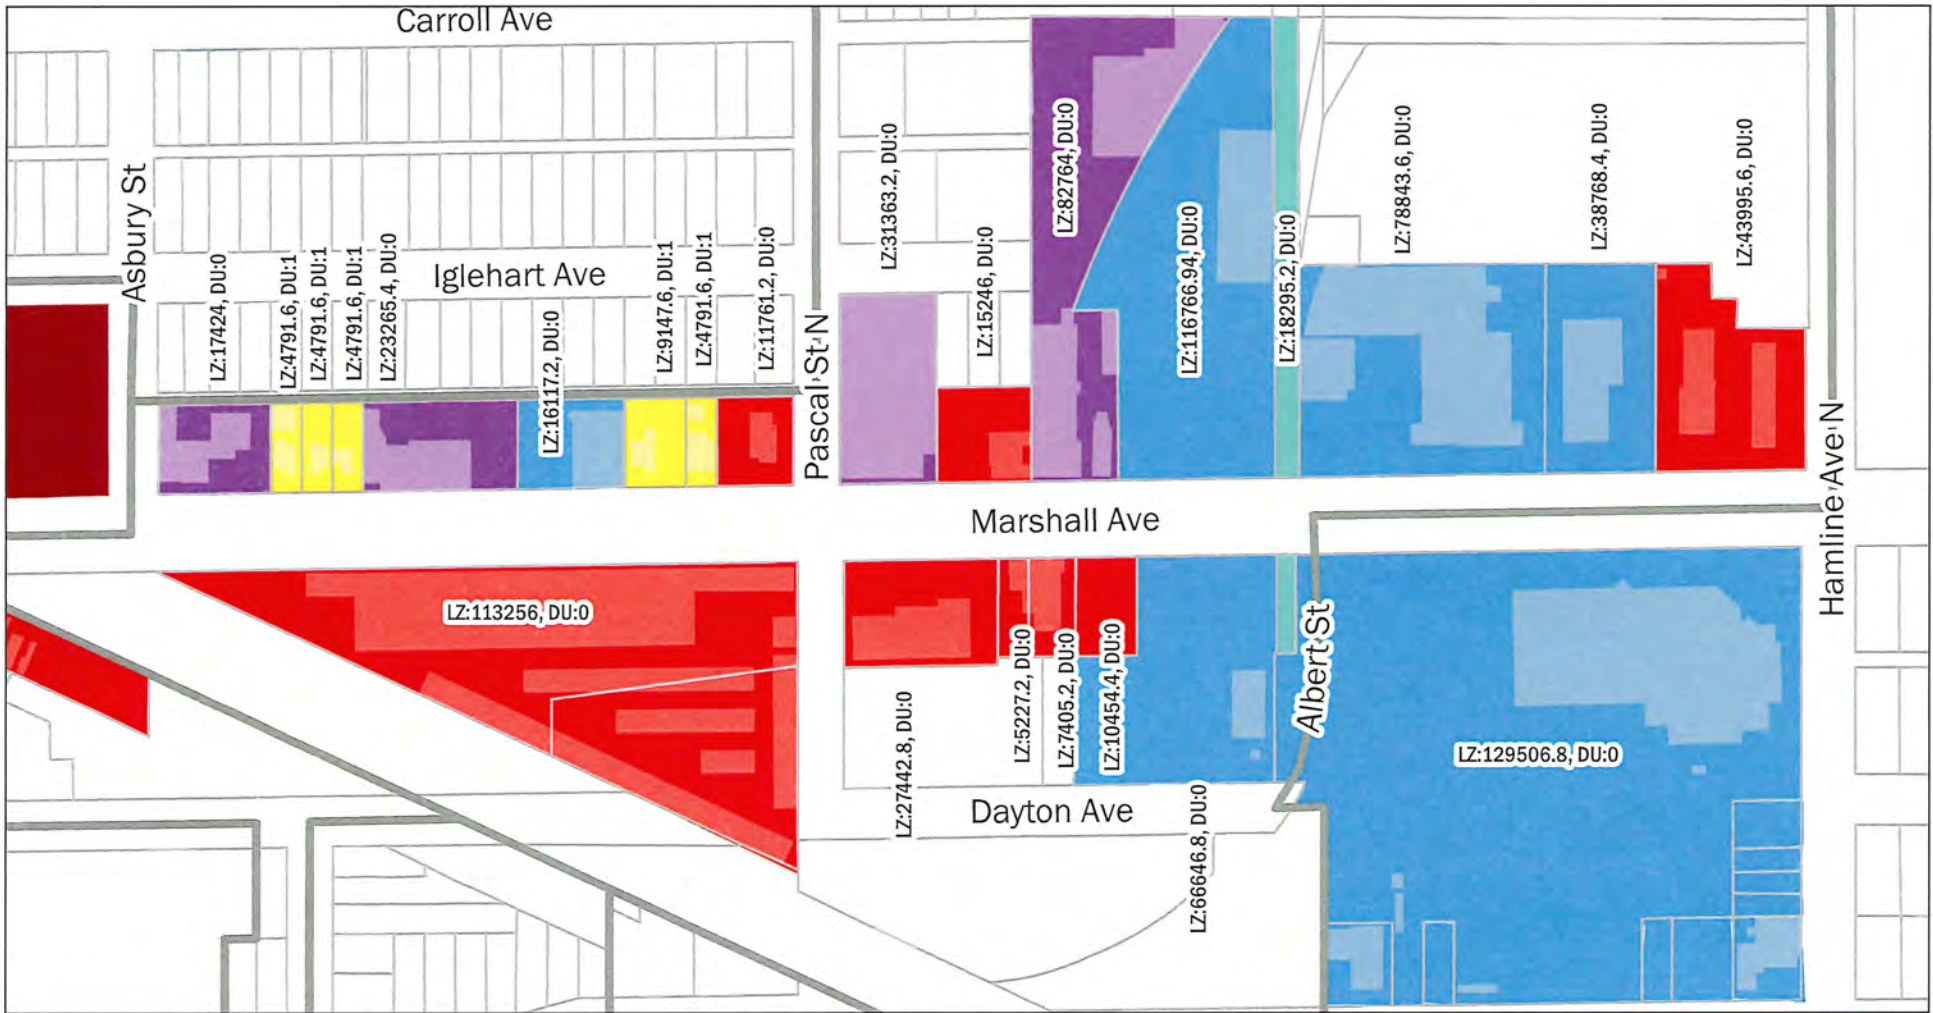 Carroll Ave
Asbury St
Iglehart Ave
Pascal St N
LZ:17424, DU:0
LZ:4791.6, DU:1
LZ:4791.6, DU:1
LZ:4791.6, DU:1
LZ:23265.4, DU:0
LZ:16117.2, DU:0
LZ:9147.6, DU:1
LZ:4791.6, DU:1
LZ:11761.2, DU:0
LZ:31363.2, DU:0
LZ:15246, DU:0
LZ:82764, DU:0
LZ:116766.94, DU:0
LZ:18295.2, DU:0
LZ:78843.6, DU:0
LZ:38768.4, DU:0
LZ:43995.6, DU:0
Hamline Ave N
Marshall Ave
LZ:113256, DU:0
LZ:27442.8, DU:0
LZ:5227.2, DU:0
LZ:7405.2, DU:0
LZ:10454.4, DU:0
LZ:66646.8, DU:0
Albert St
LZ:129506.8, DU:0
Dayton Ave